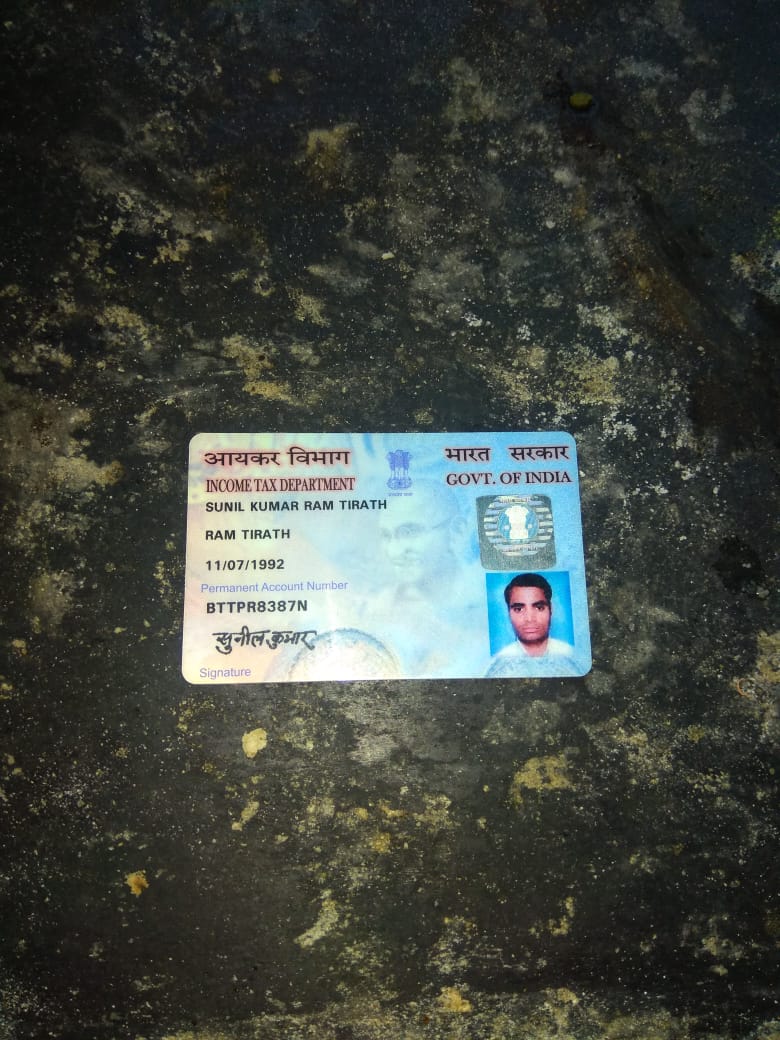 आयकर विभाग
INCOME TAX DEPARTMENT
भारत सरकार
GOVT. OF INDIA
SUNIL KUMAR RAM TIRATH
RAM TIRATH
11/07/1992
Permanent Account Number
BTTPR8387N
सुनील कुमार
Signature